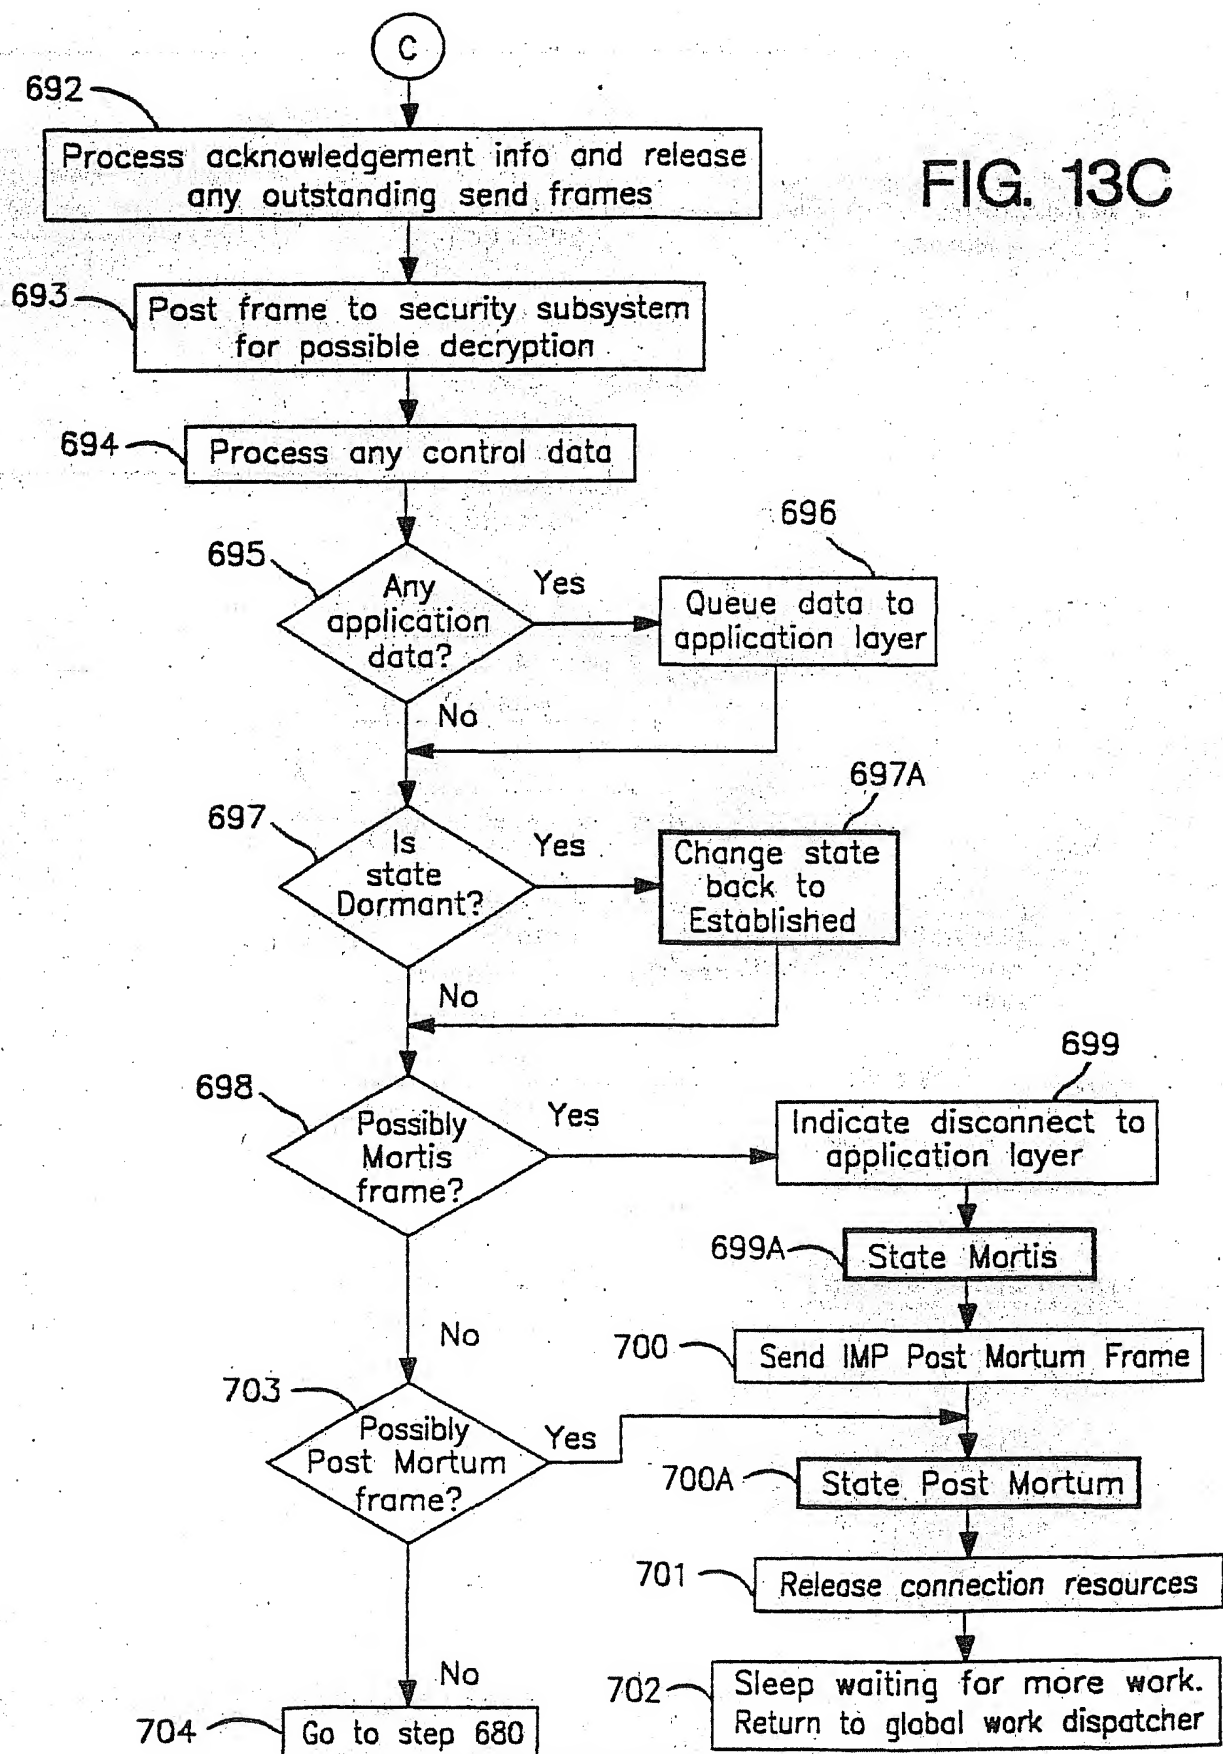 C
692
Process acknowledgement info and release
any outstanding send frames
FIG. 13C
693
Post frame to security subsystem
for possible decryption
694
Process any control data
695
Any
application
data?
Yes
696
Queue data to
application layer
No
697
Is
state
Dormant?
Yes
697A
Change state
back to
Established
No
698
Possibly
Mortis
frame?
Yes
699
Indicate disconnect to
application layer
699A
State Mortis
No
700
Send IMP Post Mortum Frame
703
Possibly
Post Mortum
frame?
Yes
700A
State Post Mortum
701
Release connection resources
No
702
Sleep waiting for more work.
Return to global work dispatcher
704
Go to step 680